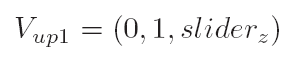 V_{up1} = (0, 1, slider_z)